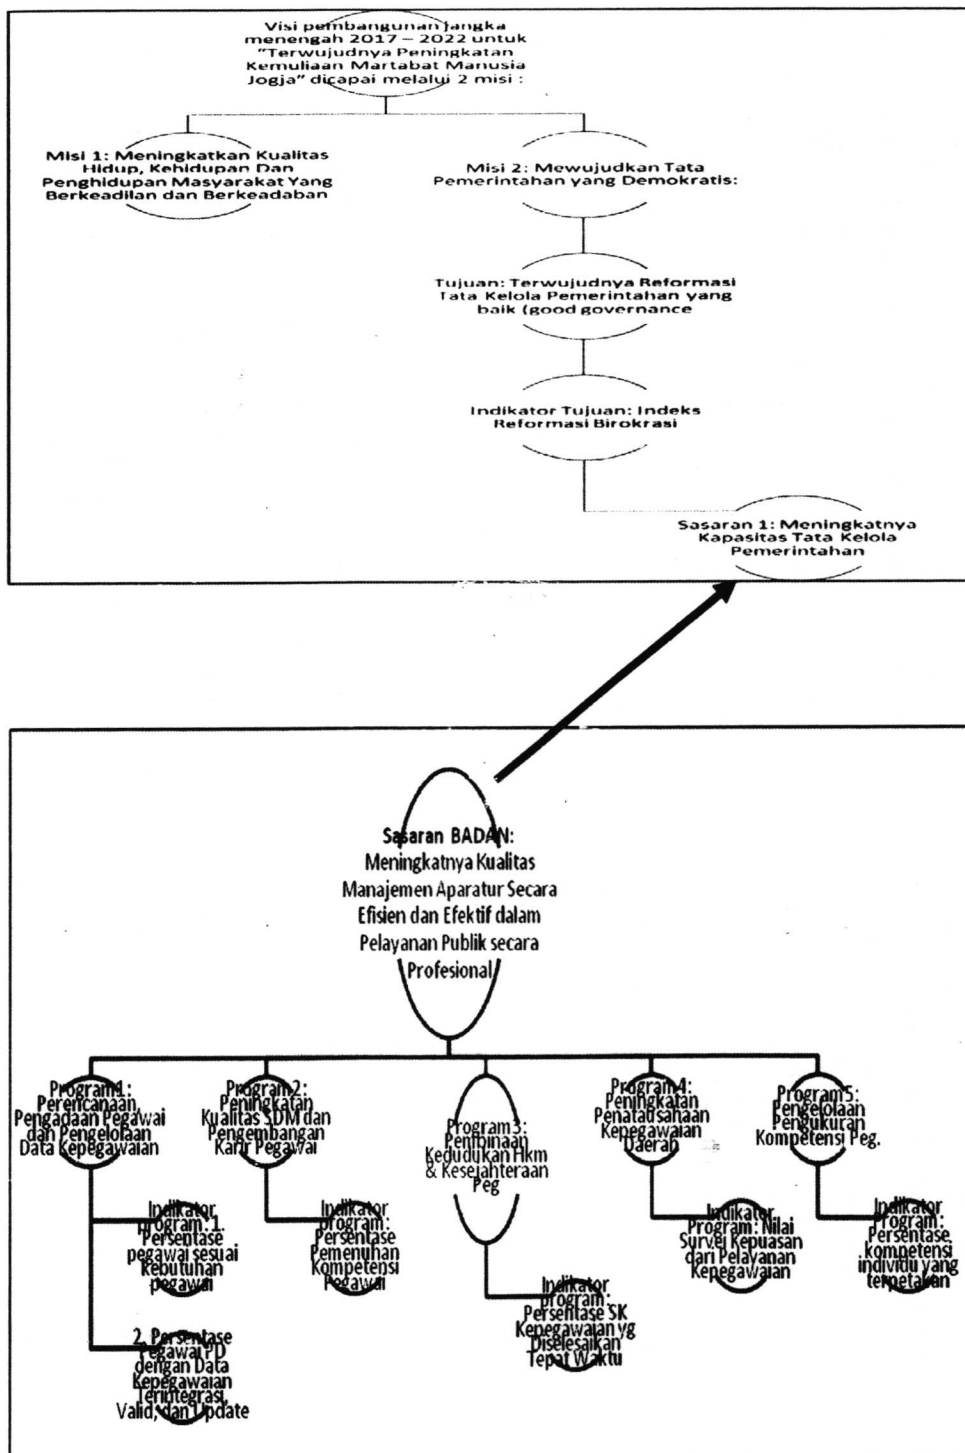 Visi pembangunan jangka
menengah 2017 – 2022 untuk
"Terwujudnya Peningkatan
Kemuliaan Martabat Manusia
Jogja" dicapai melalui 2 misi :
Misi 1: Meningkatkan Kualitas
Hidup, Kehidupan Dan
Penghidupan Masyarakat Yang
Berkeadilan dan Berkeadaban
Misi 2: Mewujudkan Tata
Pemerintahan yang Demokratis:
Tujuan: Terwujudnya Reformasi
Tata Kelola Pemerintahan yang
baik (good governance
Indikator Tujuan: Indeks
Reformasi Birokrasi
Sasaran 1: Meningkatnya
Kapasitas Tata Kelola
Pemerintahan
Sasaran BADAN:
Meningkatnya Kualitas
Manajemen Aparatur Secara
Efisien dan Efektif dalam
Pelayanan Publik secara
Profesional
Program1:
Perencanaan,
Pengadaan Pegawai
dan Pengelolaan
Data Kepegawaian
Indikator
program :1.
Persentase
pegawai sesuai
kebutuhan
pegawai
2. Persentase
Pegawai PD
dengan Data
Kepegawaian
Terintegrasi,
Valid, dan Update
Program2:
Peningkatan
Kualitas SDM dan
Pengembangan
Karir Pegawai
Indikator
program:
Persentase
Pemenuhan
Kompetensi
Pegawai
Program3:
Pembinaan
Kedudukan Hkm
& Kesejahteraan
Peg
Indikator
program:
Persentase SK
Kepegawaian yg
Diselesaikan
Tepat Waktu
Program4:
Peningkatan
Penatausahaan
Kepegawaian
Daerah
Indikator
Program: Nilai
Survei Kepuasan
dari Pelayanan
Kepegawaian
Program5:
Pengelolaan
Pengukuran
Kompetensi Peg.
Indikator
Program:
Persentase
kompetensi
individu yang
terpetakan